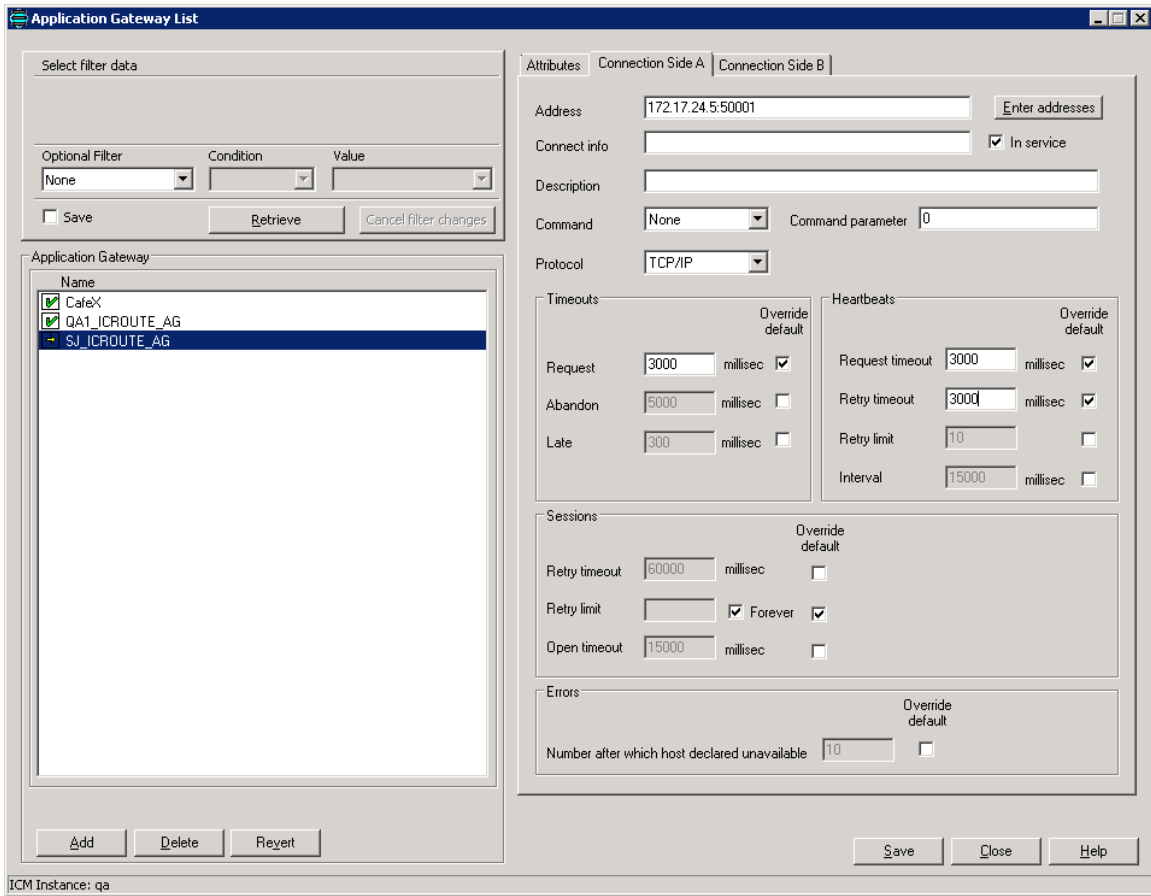 Application Gateway List
Select filter data
Optional Filter Condition Value
None
Save Retrieve Cancel filter changes
Application Gateway
Name
CafeX
QA1_ICROUTE_AG
SJ_ICROUTE_AG
Add Delete Revert
Attributes Connection Side A Connection Side B
Address 172.17.24.5:50001 Enter addresses
Connect info In service
Description
Command None Command parameter 0
Protocol TCP/IP
Timeouts
Override
default
Request 3000 millisec
Abandon 5000 millisec
Late 300 millisec
Heartbeats
Override
default
Request timeout 3000 millisec
Retry timeout 3000 millisec
Retry limit 10
Interval 15000 millisec
Sessions
Override
default
Retry timeout 60000 millisec
Retry limit Forever
Open timeout 15000 millisec
Errors
Override
default
Number after which host declared unavailable 10
Save Close Help
ICM Instance: qa